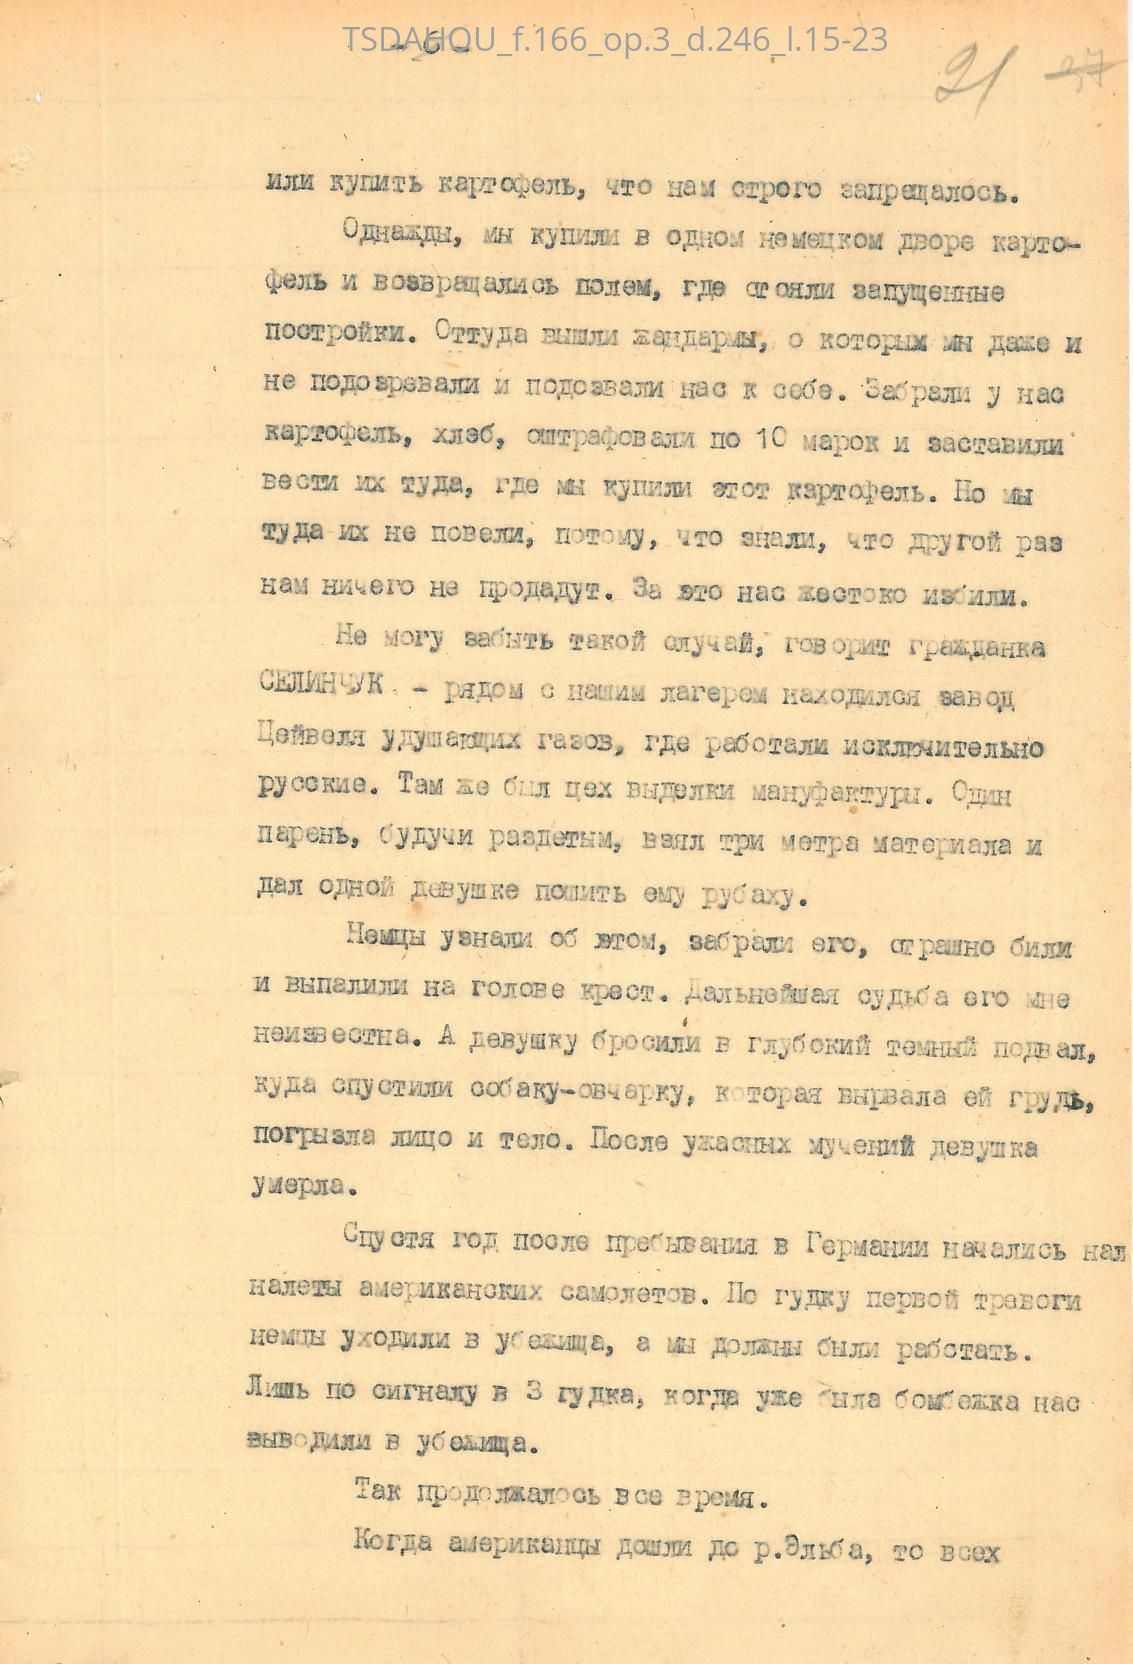 TSDAHOU_f.166_op.3_d.246_l.15-23
- 6 -
21 37
или купить картофель, что нам строго запрещалось.
Однажды, мы купили в одном немецком дворе карто-
фель и возвращались полем, где стояли запущенные
постройки. Оттуда вышли жандармы, о которых мы даже и
не подозревали и подозвали нас к себе. Забрали у нас
картофель, хлеб, оштрафовали по 10 марок и заставили
вести их туда, где мы купили этот картофель. Но мы
туда их не повели, потому, что знали, что другой раз
нам ничего не продадут. За это нас жестоко избили.
Не могу забыть такой случай, говорит гражданка
СЕЛИНЧУК. - рядом с нашим лагерем находился завод
Цейвеля удушающих газов, где работали исключительно
русские. Там же был цех выделки мануфактуры. Один
парень, будучи раздетым, взял три метра материала и
дал одной девушке пошить ему рубаху.
Немцы узнали об этом, забрали его, страшно били
и выпалили на голове крест. Дальнейшая судьба его мне
неизвестна. А девушку бросили в глубокий темный подвал,
куда спустили собаку-овчарку, которая вырвала ей грудь,
погрызла лицо и тело. После ужасных мучений девушка
умерла.
Спустя год после пребывания в Германии начались нал
налеты американских самолетов. По гудку первой тревоги
немцы уходили в убежища, а мы должны были работать.
Лишь по сигналу в 3 гудка, когда уже была бомбежка нас
выводили в убежища.
Так продолжалось все время.
Когда американцы дошли до р.Эльба, то всех